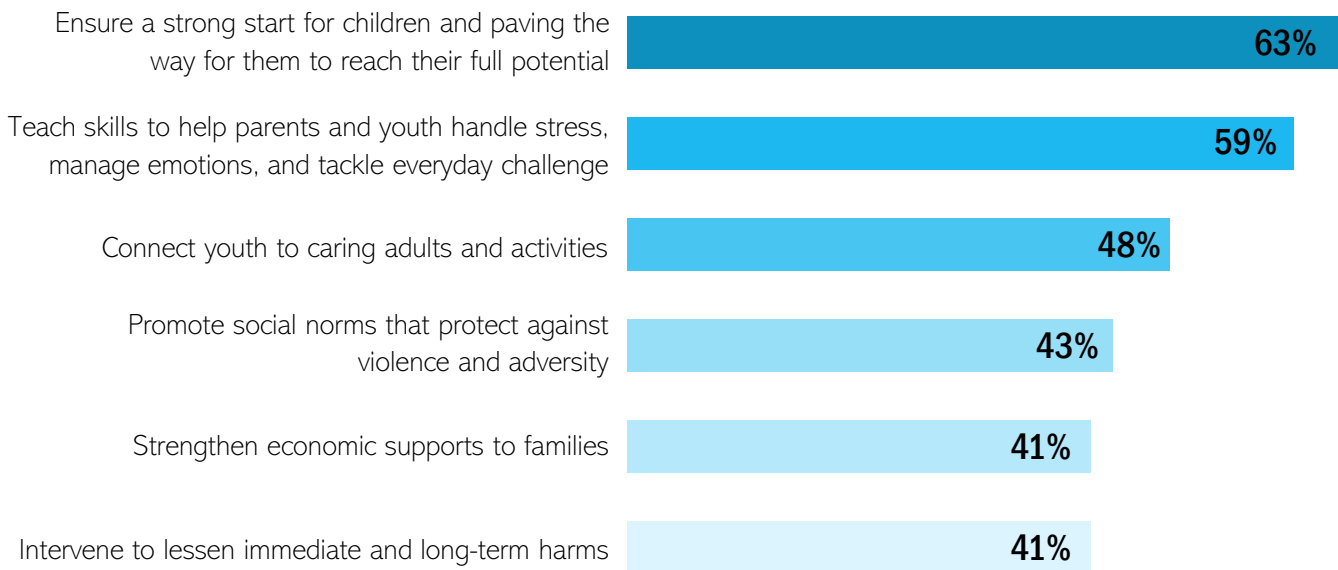 Ensure a strong start for children and paving the
way for them to reach their full potential
63%
Teach skills to help parents and youth handle stress,
manage emotions, and tackle everyday challenge
59%
Connect youth to caring adults and activities
48%
Promote social norms that protect against
violence and adversity
43%
Strengthen economic supports to families
41%
Intervene to lessen immediate and long-term harms
41%